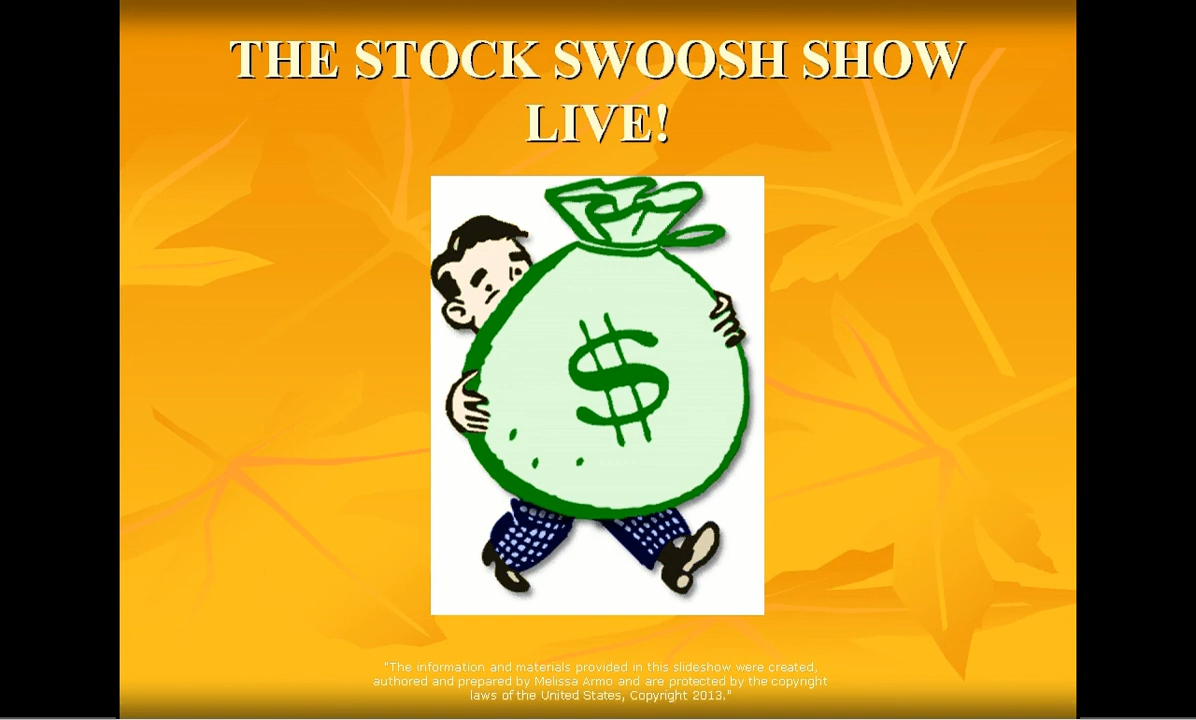 THE STOCK SWOOSH SHOW
LIVE!
$
"The information and materials provided in this slideshow were created,
authored and prepared by Melissa Armo and are protected by the copyright
laws of the United States, Copyright 2013."